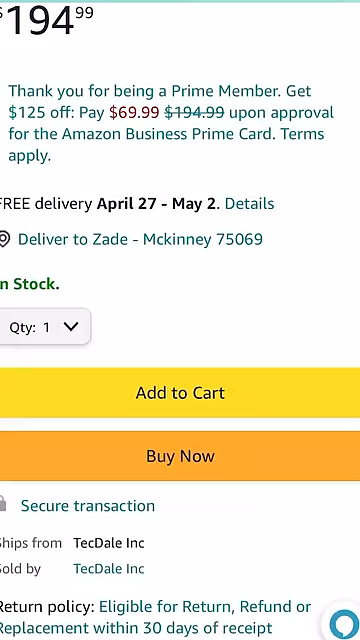 $194.99
Thank you for being a Prime Member. Get
$125 off: Pay $69.99 $194.99 upon approval
for the Amazon Business Prime Card. Terms
apply.
FREE delivery April 27 - May 2. Details
Deliver to Zade - Mckinney 75069
In Stock.
Qty: 1
Add to Cart
Buy Now
Secure transaction
Ships from TecDale Inc
Sold by TecDale Inc
Return policy: Eligible for Return, Refund or
Replacement within 30 days of receipt